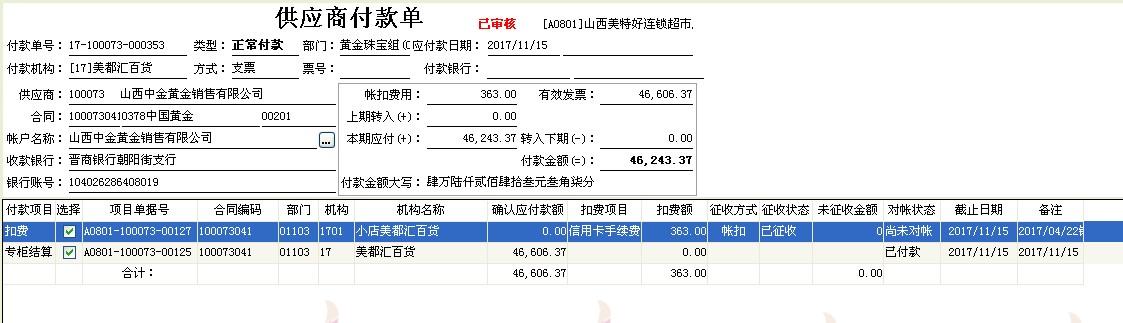 供应商付款单 已审核 [A0801]山西美特好连锁超市.
付款单号： 17-100073-000353 类型： 正常付款 部门： 黄金珠宝组 应付款日期： 2017/11/15
付款机构： [17]美都汇百货 方式： 支票 票号： 付款银行：
供应商： 100073 山西中金黄金销售有限公司 帐扣费用： 363.00 有效发票： 46,606.37
合同： 10007304 10378中国黄金 00201 上期转入(+)： 0.00
帐户名称： 山西中金黄金销售有限公司 ... 本期应付(+)： 46,243.37 转入下期(-)： 0.00
收款银行： 晋商银行朝阳街支行 付款金额(=)： 46,243.37
银行账号： 104026286408019 付款金额大写： 肆万陆仟贰佰肆拾叁元叁角柒分
付款项目 选择 项目单据号 合同编码 部门 机构 机构名称 确认应付款额 扣费项目 扣费额 征收方式 征收状态 未征收金额 对帐状态 截止日期 备注
扣费 A0801-100073-00127 100073041 01103 1701 小店美都汇百货 0.00 信用卡手续费 363.00 帐扣 已征收 0 尚未对帐 2017/11/15 2017/04/22
专柜结算 A0801-100073-00125 100073041 01103 17 美都汇百货 46,606.37 0.00 已付款 2017/11/15 2017/11/15
合计： 46,606.37 363.00 0.00